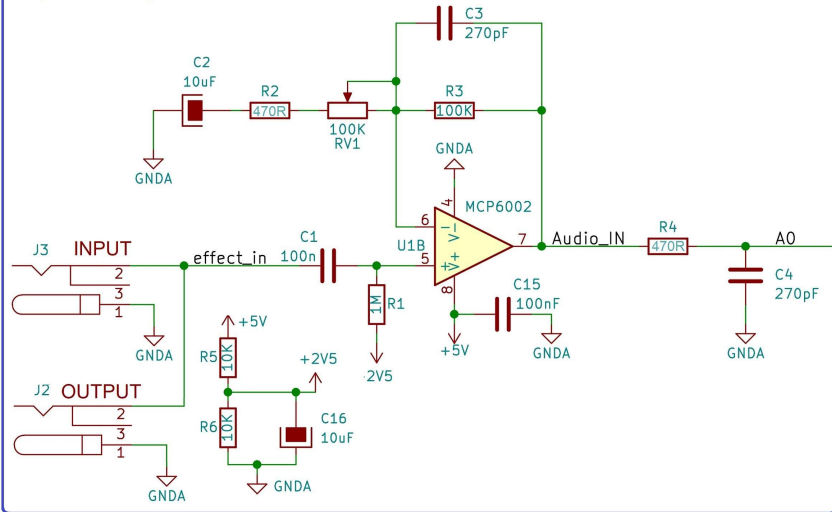 C3
270pF
C2
10uF
R2
470R
R3
100K
100K
RV1
GNDA
GNDA
4
MCP6002
6
V-
7
Audio_IN
R4
470R
A0
U1B
5
V+
8
J3
INPUT
2
3
1
effect_in
C1
100n
1M
R1
2V5
C15
100nF
+5V
GNDA
C4
270pF
GNDA
GNDA
+5V
R5
10K
+2V5
J2
OUTPUT
2
3
1
R6
10K
C16
10uF
GNDA
GNDA